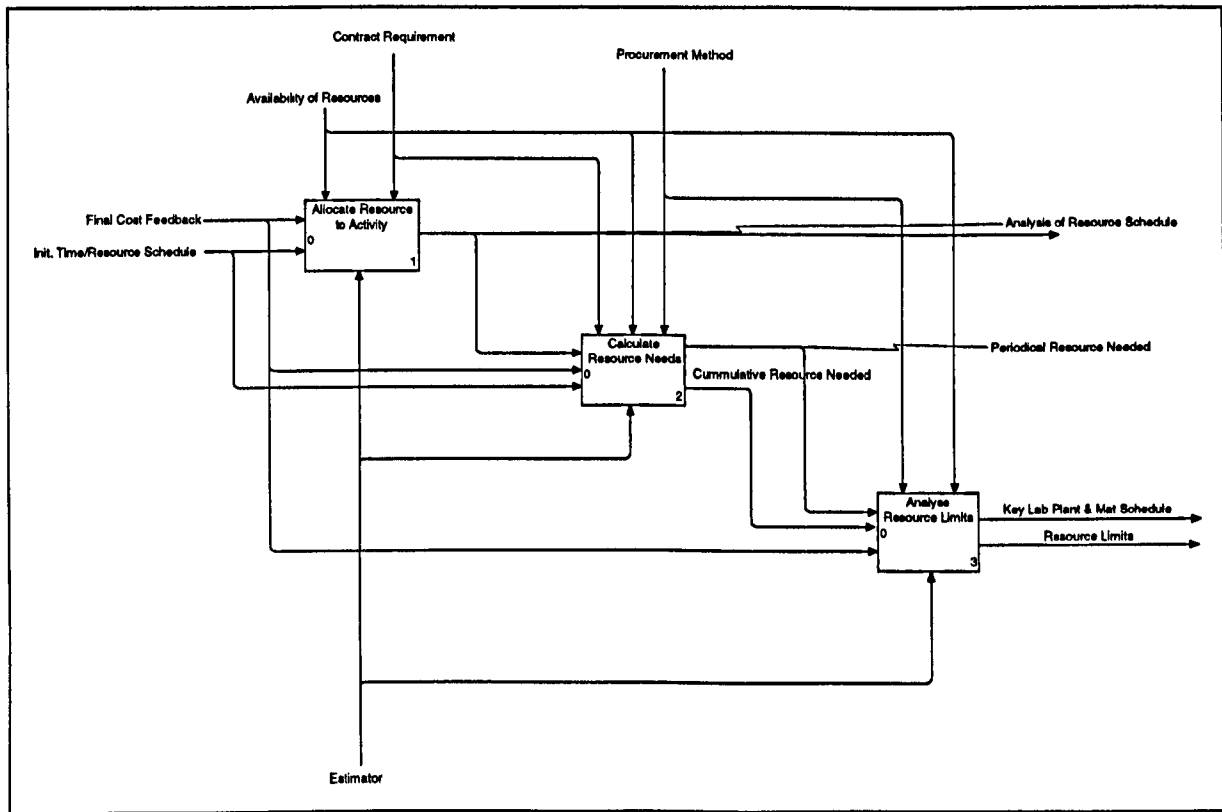 Contract Requirement
Procurement Method
Availability of Resources
Allocate Resource
to Activity
Final Cost Feedback
0
Init. Time/Resource Schedule
1
Analysis of Resource Schedule
Calculate
Resource Needs
0
2
Periodical Resource Needed
Cummulative Resource Needed
Analyse
Resource Limits
0
3
Key Lab Plant & Mat Schedule
Resource Limits
Estimator